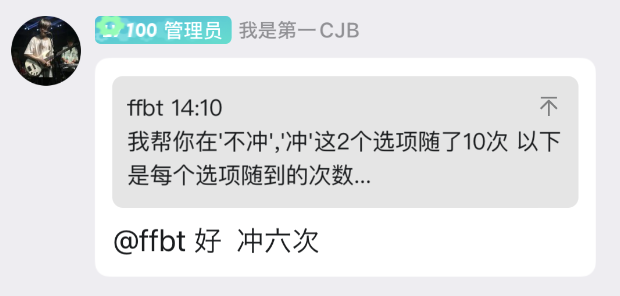 LV100 管理员 我是第一CJB
ffbt 14:10
我帮你在'不冲','冲'这2个选项随了10次 以下
是每个选项随到的次数...
@ffbt 好 冲六次